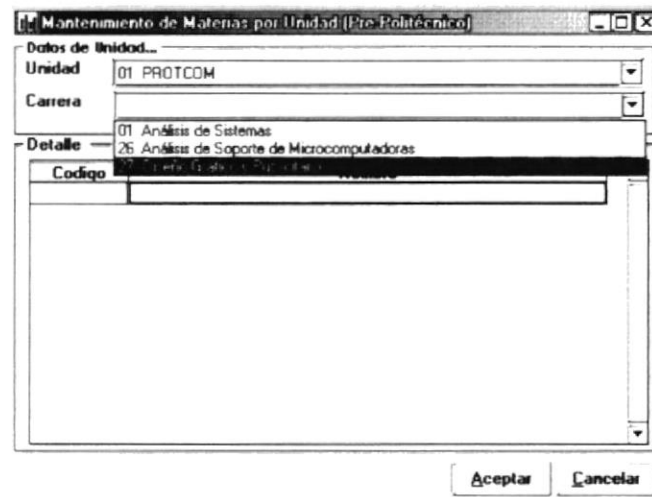 Mantenimiento de Materias por Unidad (Pre-Politécnico)
Datos de Unidad...
Unidad 01 PROTCOM
Carrera
01 Análisis de Sistemas
26 Análisis de Soporte de Microcomputadoras
Detalle
Codigo
Aceptar Cancelar